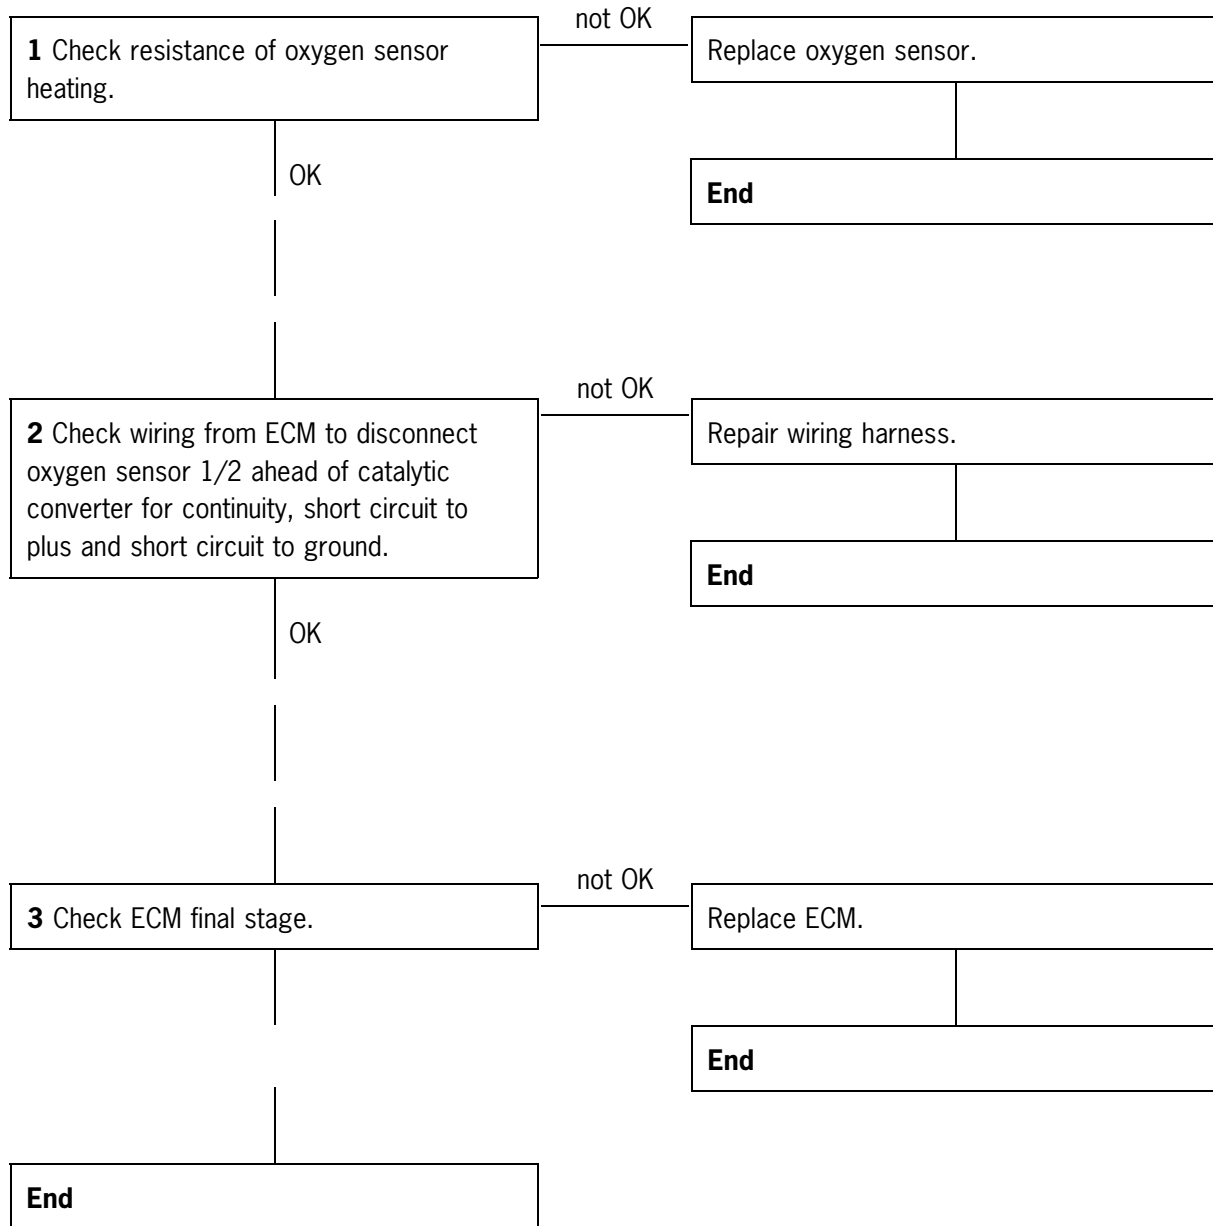 not OK
1 Check resistance of oxygen sensor
heating.
Replace oxygen sensor.
OK
End
not OK
2 Check wiring from ECM to disconnect
oxygen sensor 1/2 ahead of catalytic
converter for continuity, short circuit to
plus and short circuit to ground.
Repair wiring harness.
End
OK
not OK
3 Check ECM final stage.
Replace ECM.
End
End